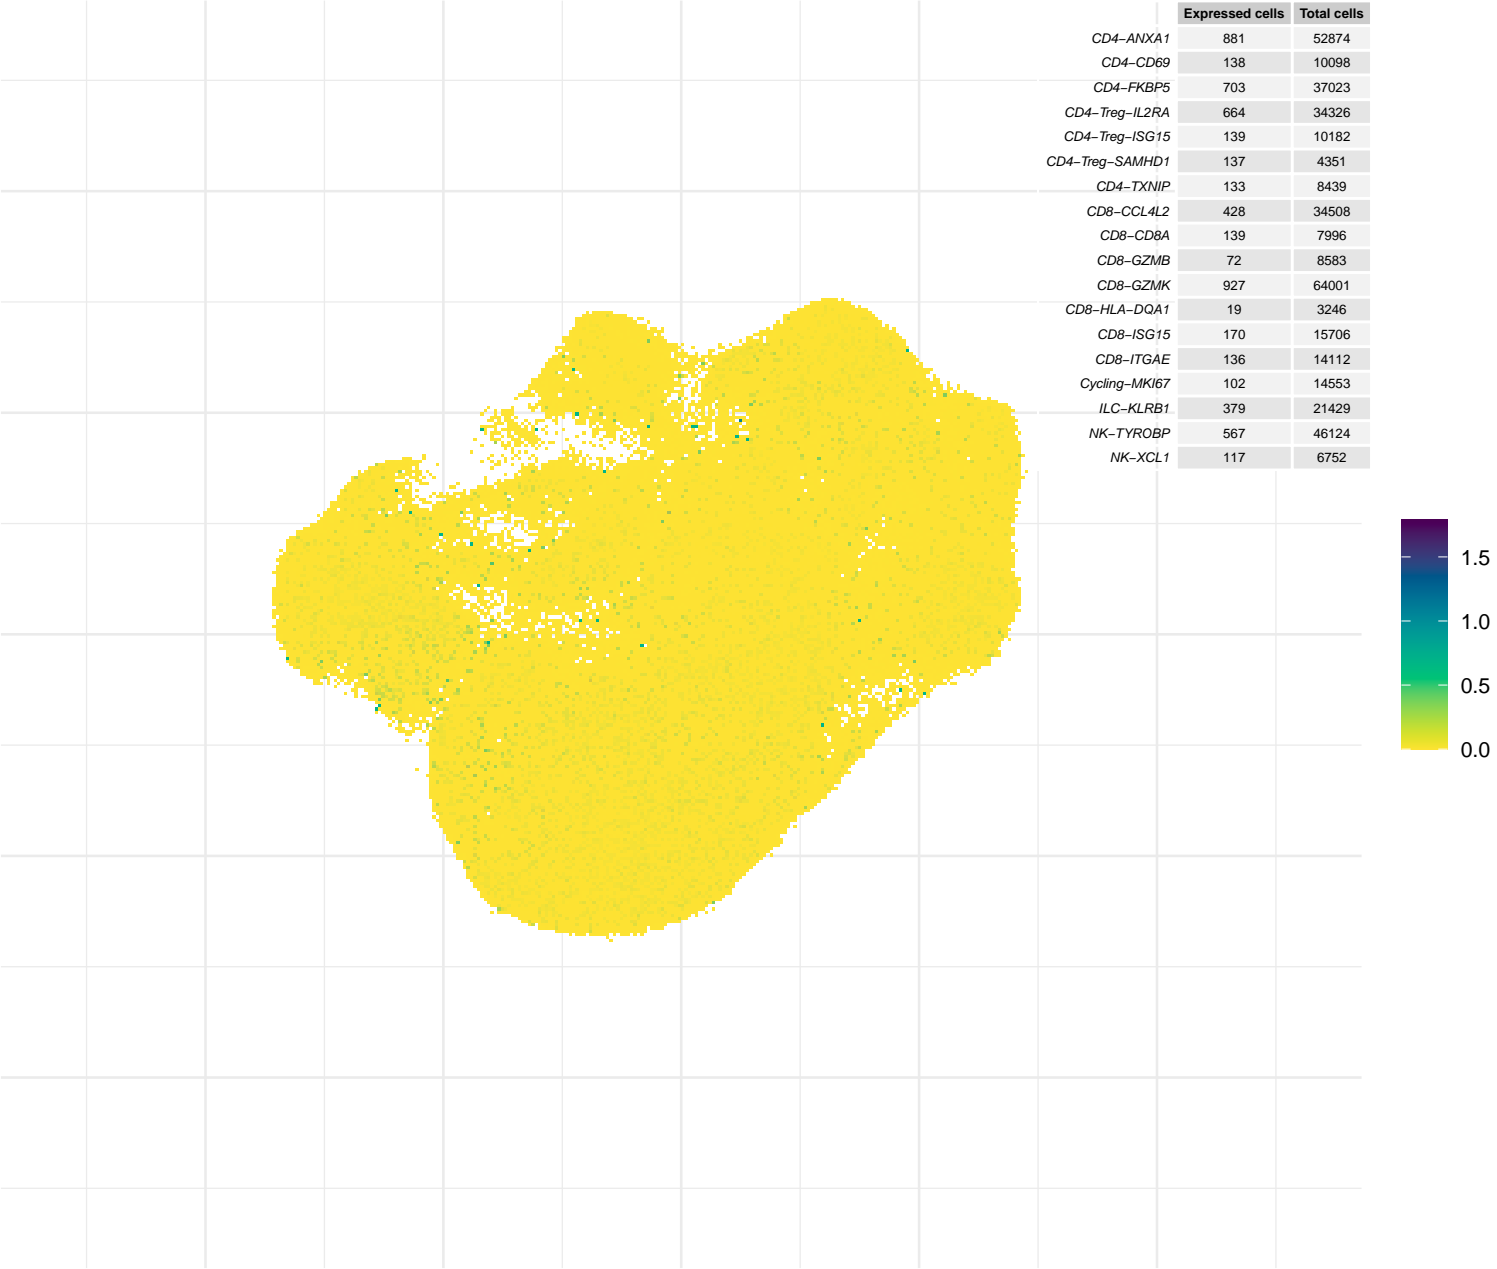 Expressed cells Total cells
CD4−ANXA1 881 52874
CD4−CD69 138 10098
CD4−FKBP5 703 37023
CD4−Treg−IL2RA 664 34326
CD4−Treg−ISG15 139 10182
CD4−Treg−SAMHD1 137 4351
CD4−TXNIP 133 8439
CD8−CCL4L2 428 34508
CD8−CD8A 139 7996
CD8−GZMB 72 8583
CD8−GZMK 927 64001
CD8−HLA−DQA1 19 3246
CD8−ISG15 170 15706
CD8−ITGAE 136 14112
Cycling−MKI67 102 14553
ILC−KLRB1 379 21429
NK−TYROBP 567 46124
NK−XCL1 117 6752
1.5
1.0
0.5
0.0